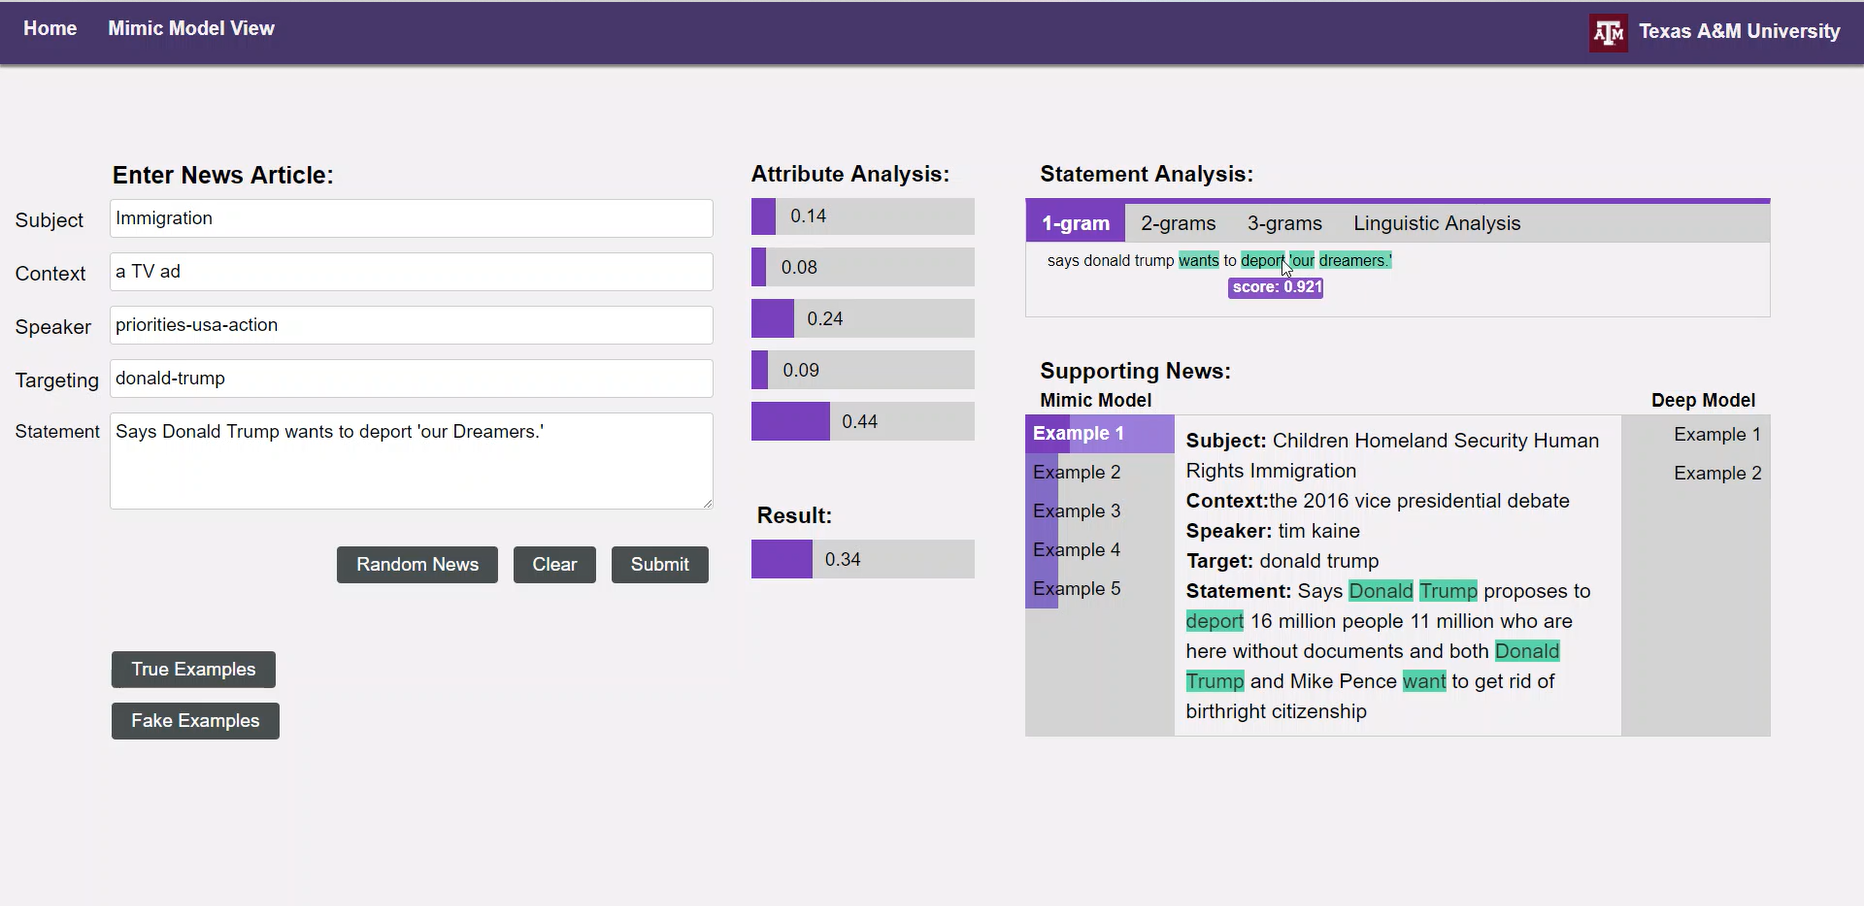 Home Mimic Model View
ATM Texas A&M University
Enter News Article:
Subject Immigration
Context a TV ad
Speaker priorities-usa-action
Targeting donald-trump
Statement Says Donald Trump wants to deport 'our Dreamers.'
Random News Clear Submit
True Examples
Fake Examples
Attribute Analysis:
0.14
0.08
0.24
0.09
0.44
Result:
0.34
Statement Analysis:
1-gram 2-grams 3-grams Linguistic Analysis
says donald trump wants to deport 'our dreamers.'
score: 0.921
Supporting News:
Mimic Model Deep Model
Example 1
Example 2
Example 3
Example 4
Example 5
Subject: Children Homeland Security Human
Rights Immigration
Context:the 2016 vice presidential debate
Speaker: tim kaine
Target: donald trump
Statement: Says Donald Trump proposes to
deport 16 million people 11 million who are
here without documents and both Donald
Trump and Mike Pence want to get rid of
birthright citizenship
Example 1
Example 2